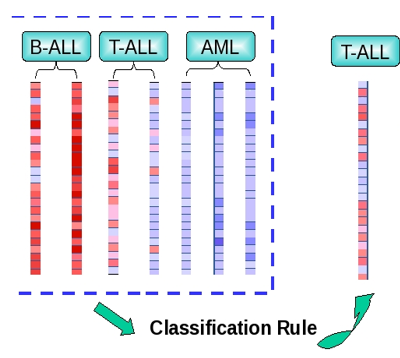 B-ALL
T-ALL
AML
T-ALL
Classification Rule